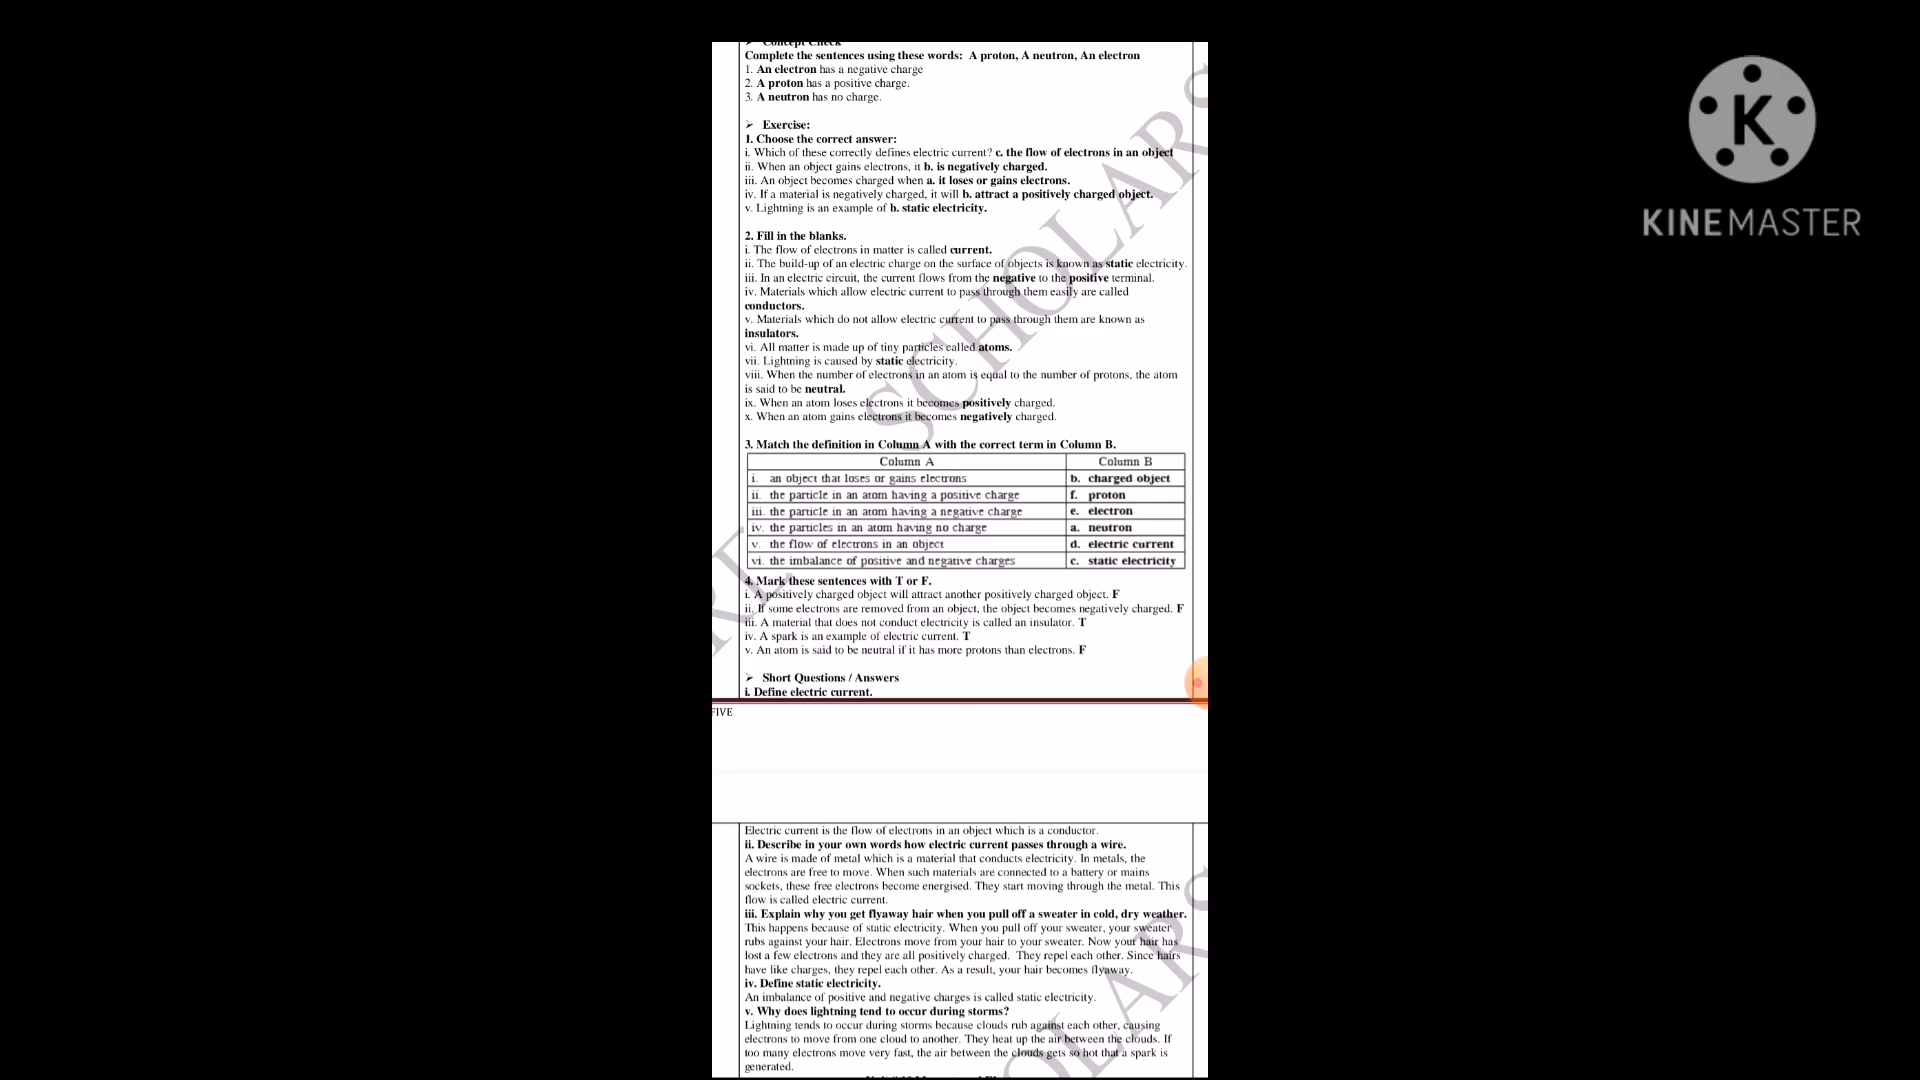 Concept Check
Complete the sentences using these words: A proton, A neutron, An electron
1. An electron has a negative charge
2. A proton has a positive charge.
3. A neutron has no charge.
➢ Exercise:
1. Choose the correct answer:
i. Which of these correctly defines electric current? c. the flow of electrons in an object
ii. When an object gains electrons, it b. is negatively charged.
iii. An object becomes charged when a. it loses or gains electrons.
iv. If a material is negatively charged, it will b. attract a positively charged object.
v. Lightning is an example of b. static electricity.
2. Fill in the blanks.
i. The flow of electrons in matter is called current.
ii. The build-up of an electric charge on the surface of objects is known as static electricity.
iii. In an electric circuit, the current flows from the negative to the positive terminal.
iv. Materials which allow electric current to pass through them easily are called
conductors.
v. Materials which do not allow electric current to pass through them are known as
insulators.
vi. All matter is made up of tiny particles called atoms.
vii. Lightning is caused by static electricity.
viii. When the number of electrons in an atom is equal to the number of protons, the atom
is said to be neutral.
ix. When an atom loses electrons it becomes positively charged.
x. When an atom gains electrons it becomes negatively charged.
3. Match the definition in Column A with the correct term in Column B.
Column A Column B
i. an object that loses or gains electrons b. charged object
ii. the particle in an atom having a positive charge f. proton
iii. the particle in an atom having a negative charge e. electron
iv. the particles in an atom having no charge a. neutron
v. the flow of electrons in an object d. electric current
vi. the imbalance of positive and negative charges c. static electricity
4. Mark these sentences with T or F.
i. A positively charged object will attract another positively charged object. F
ii. If some electrons are removed from an object, the object becomes negatively charged. F
iii. A material that does not conduct electricity is called an insulator. T
iv. A spark is an example of electric current. T
v. An atom is said to be neutral if it has more protons than electrons. F
➢ Short Questions / Answers
i. Define electric current.
FIVE
Electric current is the flow of electrons in an object which is a conductor.
ii. Describe in your own words how electric current passes through a wire.
A wire is made of metal which is a material that conducts electricity. In metals, the
electrons are free to move. When such materials are connected to a battery or mains
sockets, these free electrons become energised. They start moving through the metal. This
flow is called electric current.
iii. Explain why you get flyaway hair when you pull off a sweater in cold, dry weather.
This happens because of static electricity. When you pull off your sweater, your sweater
rubs against your hair. Electrons move from your hair to your sweater. Now your hair has
lost a few electrons and they are all positively charged. They repel each other. Since hairs
have like charges, they repel each other. As a result, your hair becomes flyaway.
iv. Define static electricity.
An imbalance of positive and negative charges is called static electricity.
v. Why does lightning tend to occur during storms?
Lightning tends to occur during storms because clouds rub against each other, causing
electrons to move from one cloud to another. They heat up the air between the clouds. If
too many electrons move very fast, the air between the clouds gets so hot that a spark is
generated.
SCHOLARS
K
KINEMASTER